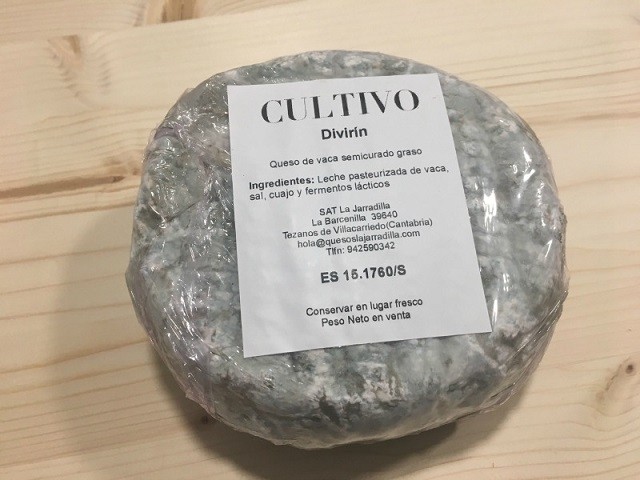 CULTIVO
Divirín
Queso de vaca semicurado graso
Ingredientes: Leche pasteurizada de vaca,
sal, cuajo y fermentos lácticos
SAT La Jarradilla
La Barcenilla 39640
Tezanos de Villacarriedo(Cantabria)
hola@quesoslajarradilla.com
Tlfn: 942590342
ES 15.1760/S
Conservar en lugar fresco
Peso Neto en venta